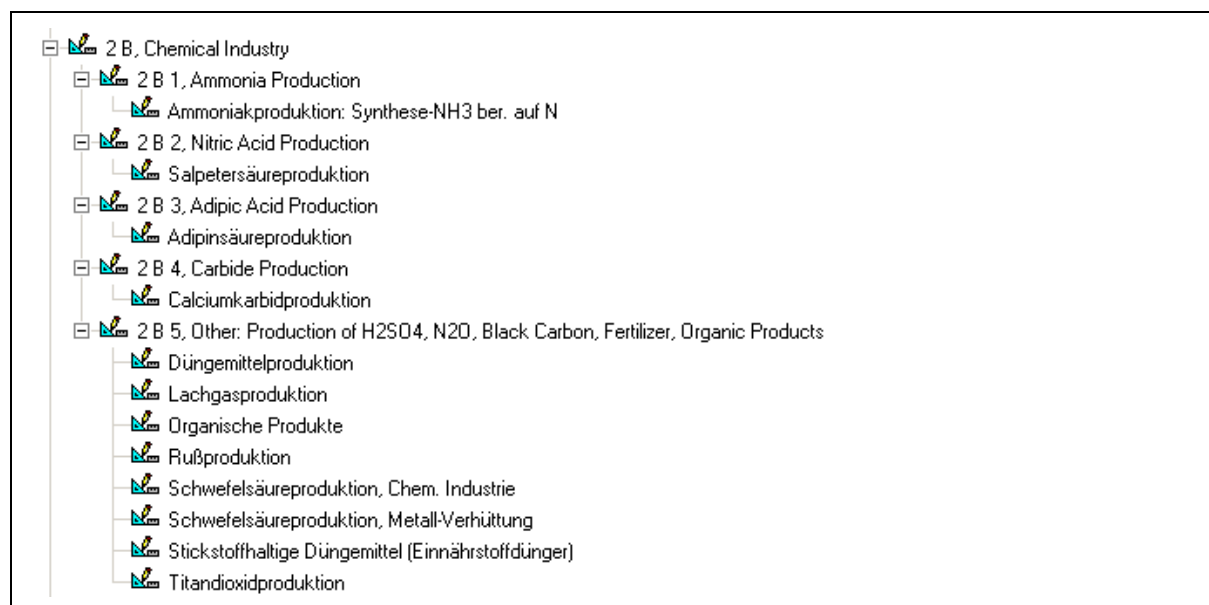 2 B, Chemical Industry
2 B 1, Ammonia Production
Ammoniakproduktion: Synthese-NH3 ber. auf N
2 B 2, Nitric Acid Production
Salpetersäureproduktion
2 B 3, Adipic Acid Production
Adipinsäureproduktion
2 B 4, Carbide Production
Calciumkarbidproduktion
2 B 5, Other: Production of H2SO4, N2O, Black Carbon, Fertilizer, Organic Products
Düngemittelproduktion
Lachgasproduktion
Organische Produkte
Rußproduktion
Schwefelsäureproduktion, Chem. Industrie
Schwefelsäureproduktion, Metall-Verhüttung
Stickstoffhaltige Düngemittel (Einnährstoffdünger)
Titandioxidproduktion